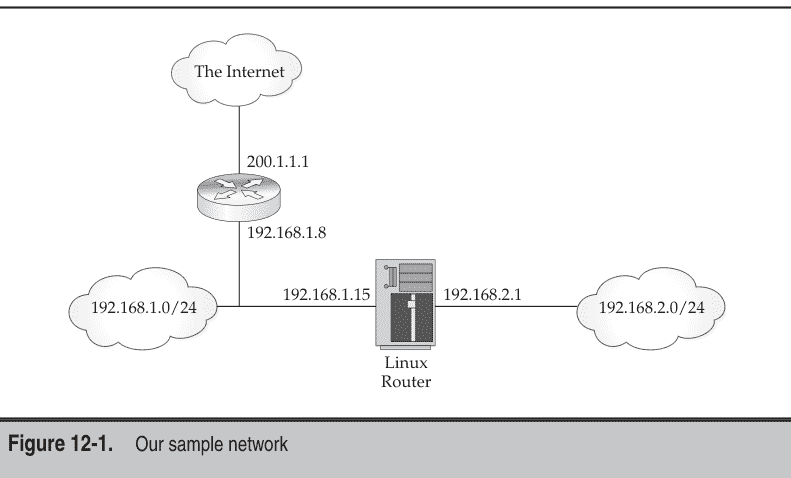 The Internet
200.1.1.1
192.168.1.8
192.168.1.0/24
192.168.1.15
192.168.2.1
192.168.2.0/24
Linux
Router
Figure 12-1. Our sample network